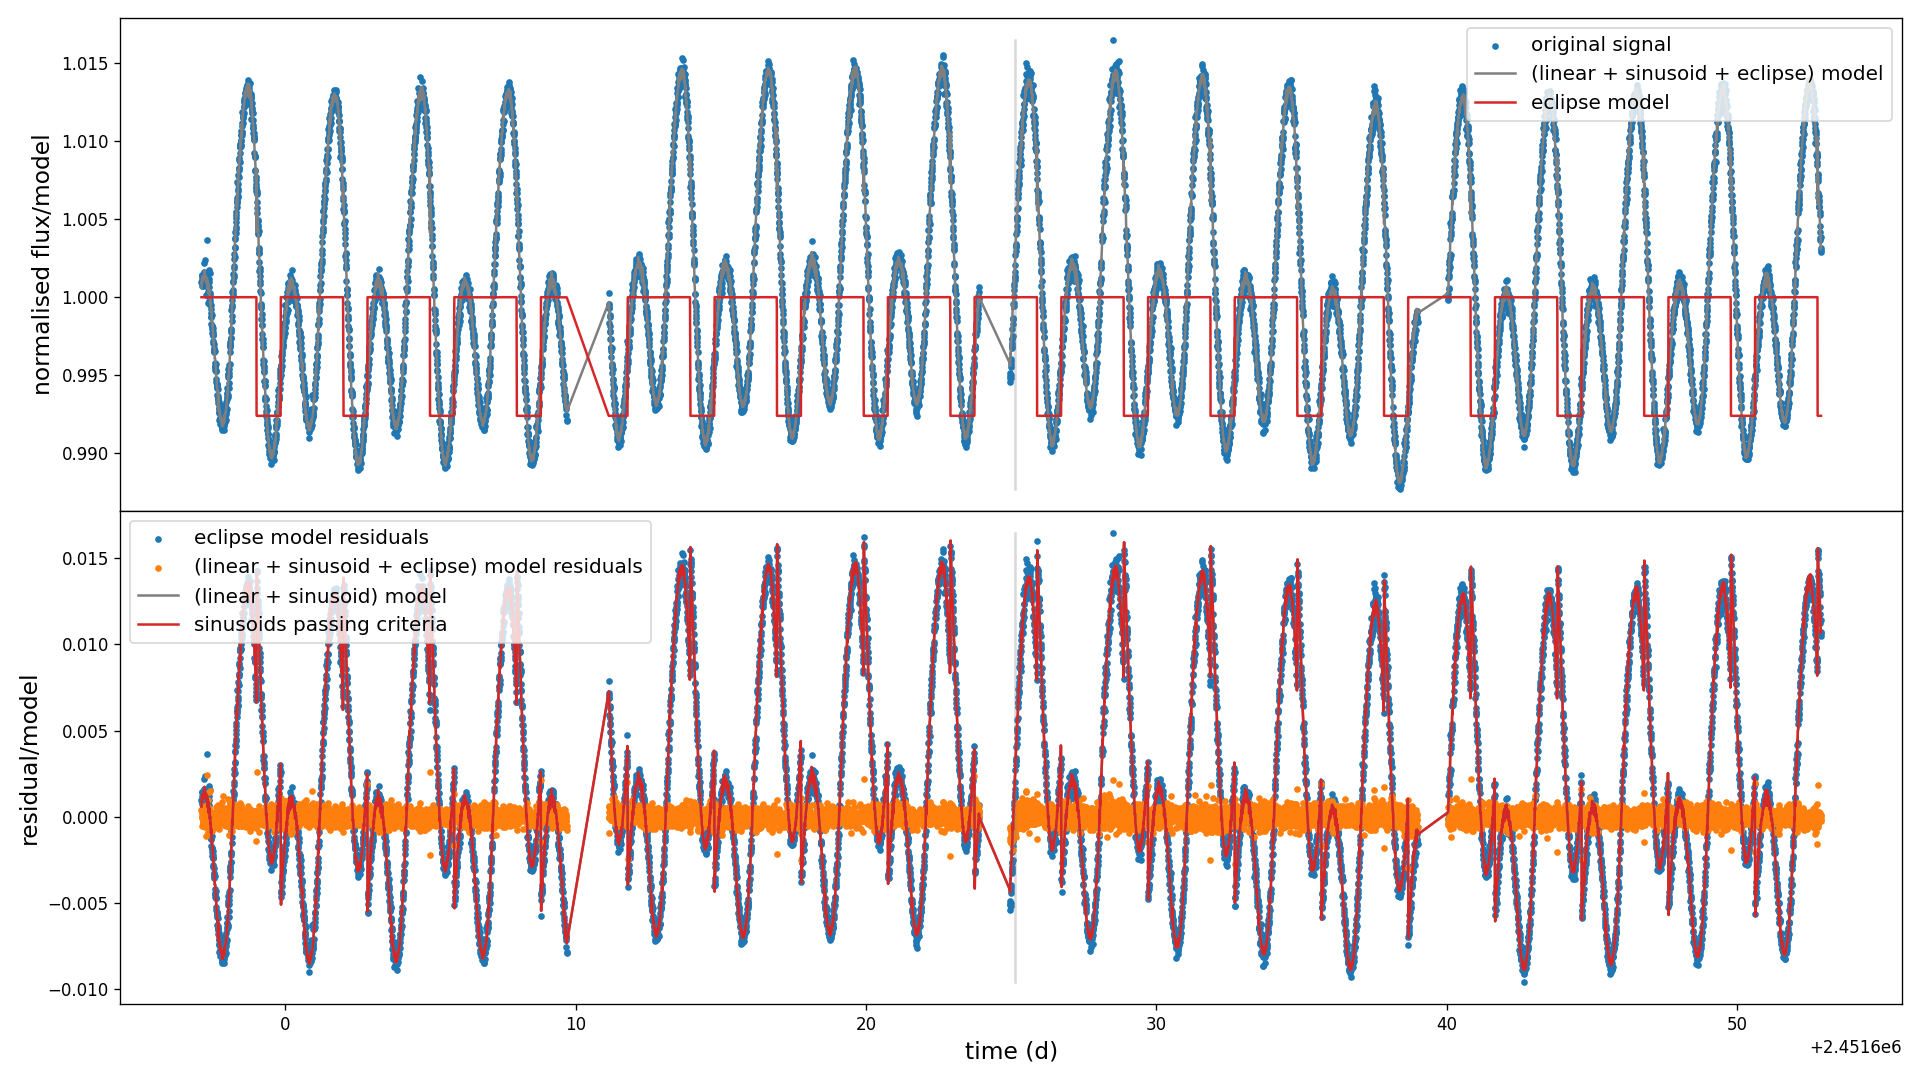 normalised flux/model
1.015
1.010
1.005
1.000
0.995
0.990
original signal
(linear + sinusoid + eclipse) model
eclipse model
residual/model
0.015
0.010
0.005
0.000
−0.005
−0.010
eclipse model residuals
(linear + sinusoid + eclipse) model residuals
(linear + sinusoid) model
sinusoids passing criteria
0 10 20 30 40 50
time (d)
+2.4516e6